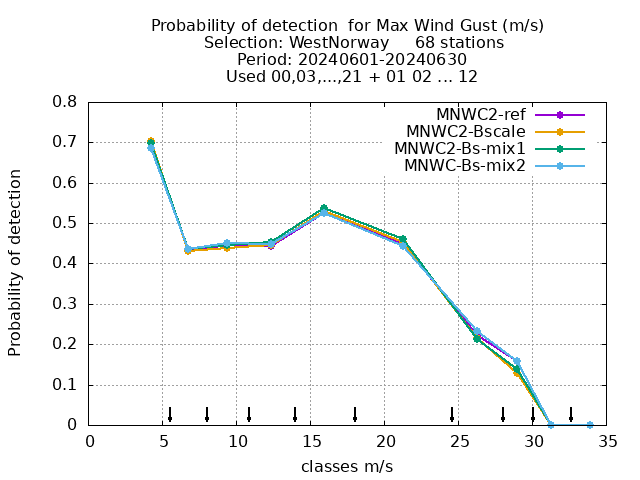 Probability of detection  for Max Wind Gust (m/s)
Selection: WestNorway     68 stations
Period: 20240601-20240630
Used 00,03,...,21 + 01 02 ... 12
MNWC2-ref
MNWC2-Bscale
MNWC2-Bs-mix1
MNWC-Bs-mix2
Probability of detection
0.8
0.7
0.6
0.5
0.4
0.3
0.2
0.1
0
0 5 10 15 20 25 30 35
classes m/s